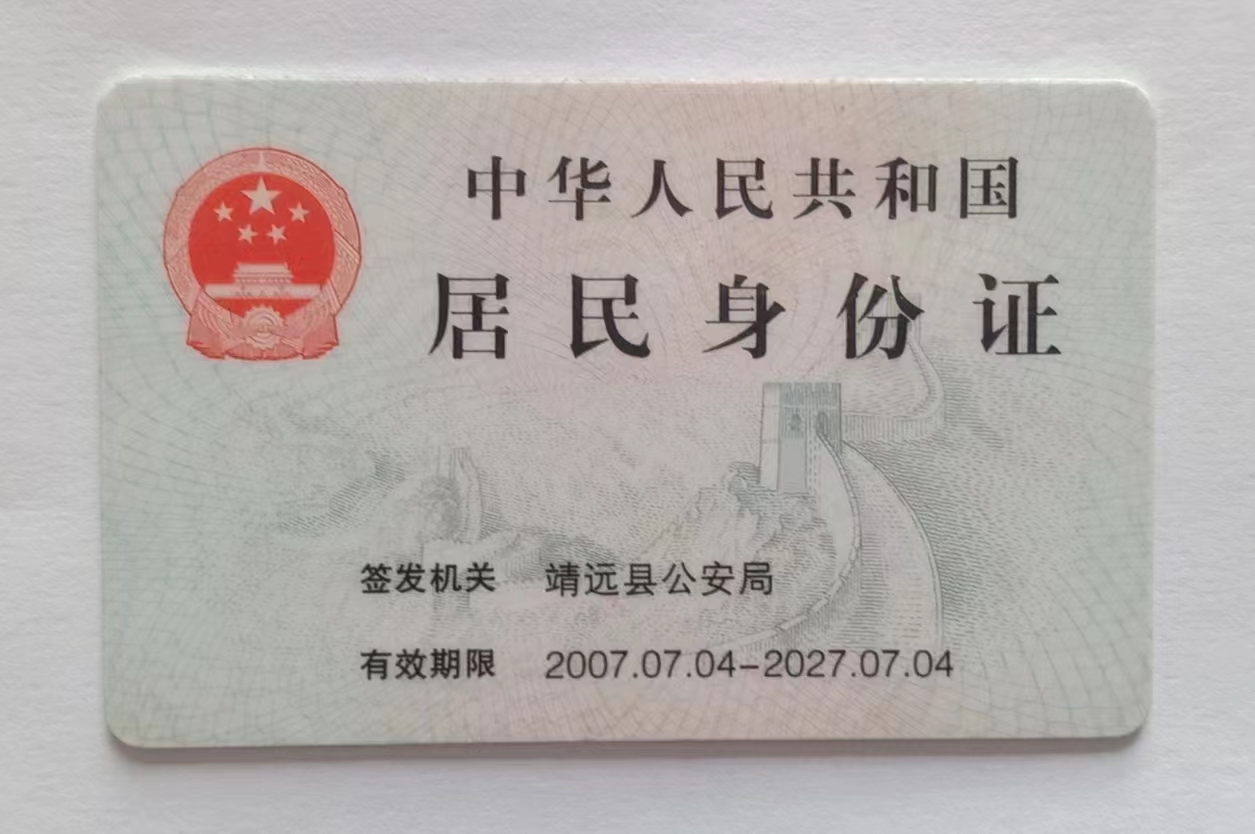 中华人民共和国
居民身份证
签发机关 靖远县公安局
有效期限 2007.07.04-2027.07.04